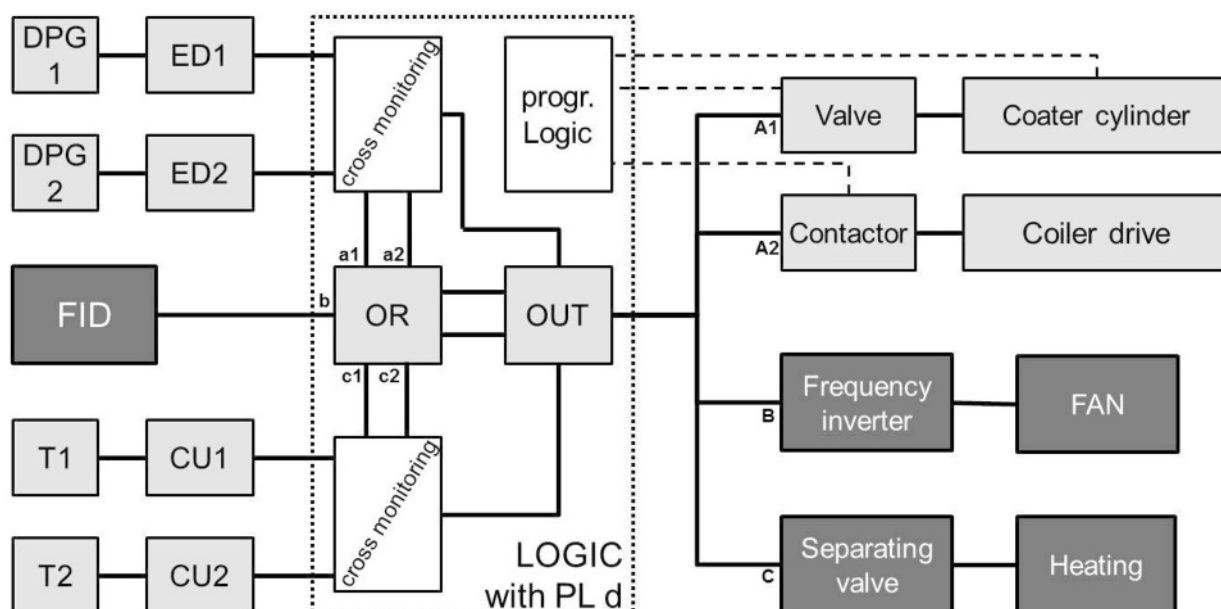 DPG
1
ED1
cross monitoring
progr.
Logic
A1
Valve
Coater cylinder
DPG
2
ED2
a1
a2
A2
Contactor
Coiler drive
FID
b
OR
OUT
c1
c2
B
Frequency
inverter
FAN
T1
CU1
cross monitoring
T2
CU2
LOGIC
with PL d
C
Separating
valve
Heating